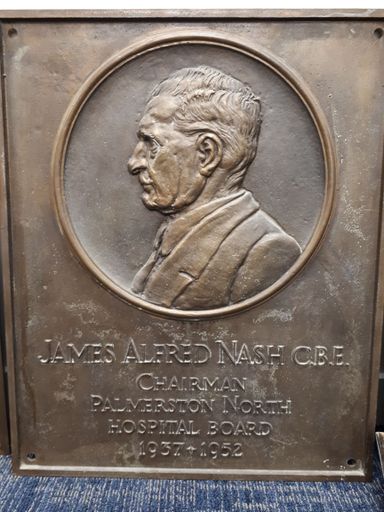 JAMES ALFRED NASH C.B.E.
CHAIRMAN
PALMERSTON NORTH
HOSPITAL BOARD
1937 ★ 1952